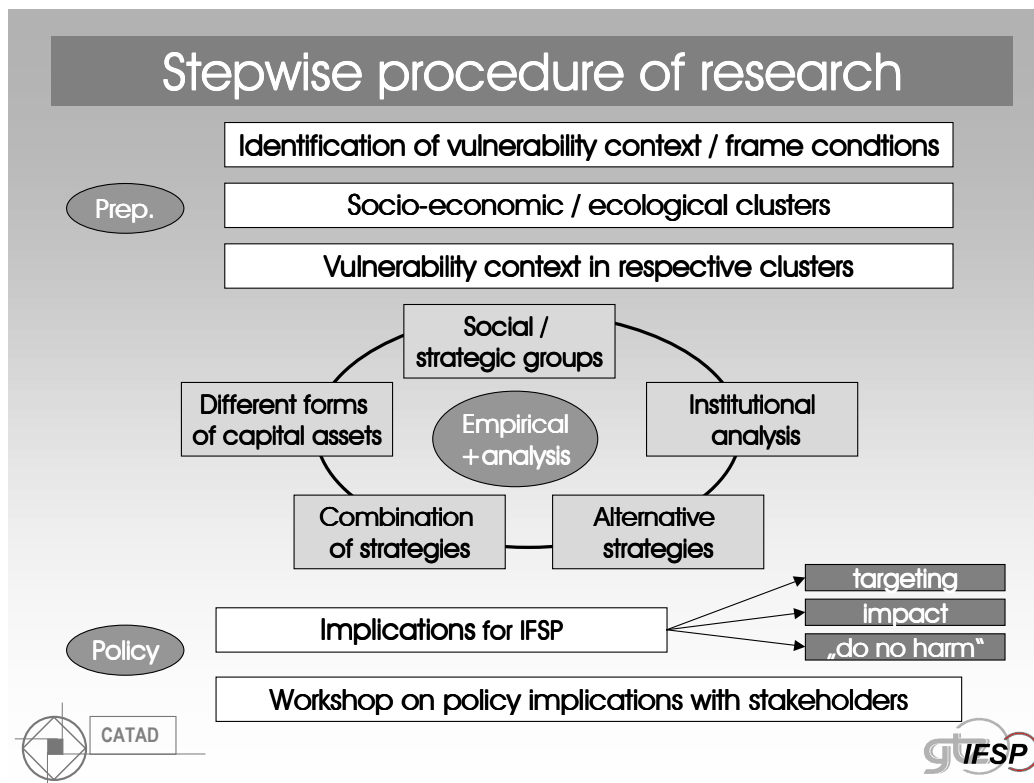 Stepwise procedure of research
Identification of vulnerability context / frame condtions
Prep.
Socio-economic / ecological clusters
Vulnerability context in respective clusters
Social /
strategic groups
Different forms
of capital assets
Empirical
+analysis
Institutional
analysis
Combination
of strategies
Alternative
strategies
targeting
impact
„do no harm“
Implications for IFSP
Policy
Workshop on policy implications with stakeholders
CATAD
gtz IFSP